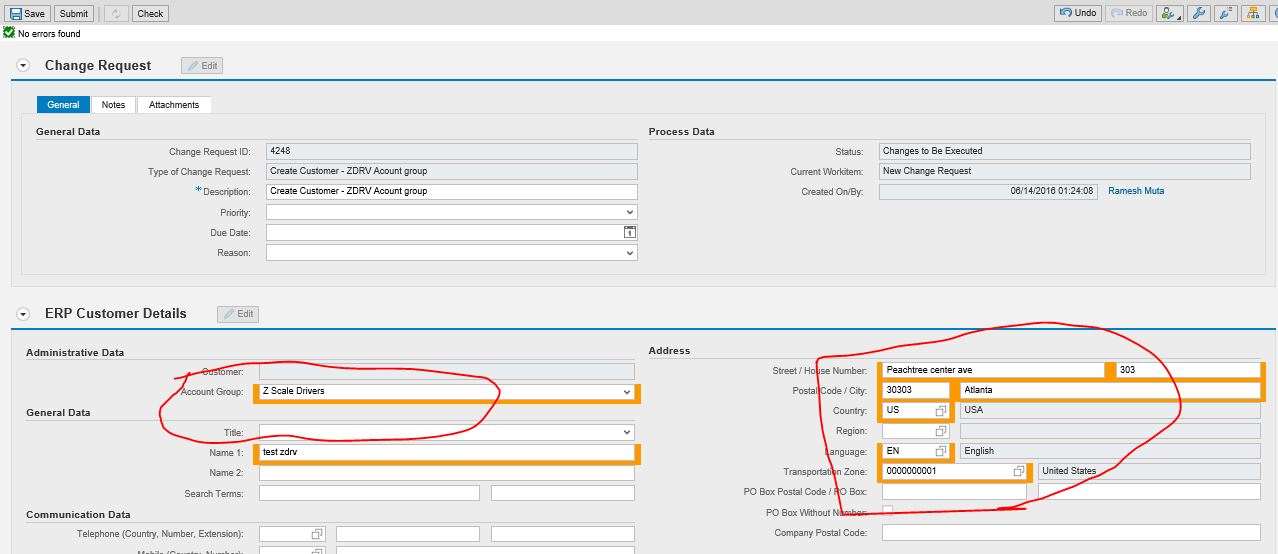 Save Submit Check Undo Redo
No errors found
Change Request Edit
General Notes Attachments
General Data
Change Request ID: 4248
Type of Change Request: Create Customer - ZDRV Acount group
*Description: Create Customer - ZDRV Acount group
Priority:
Due Date:
Reason:
Process Data
Status: Changes to Be Executed
Current Workitem: New Change Request
Created On/By: 06/14/2016 01:24:08 Ramesh Muta
ERP Customer Details Edit
Administrative Data
Customer:
Account Group: Z Scale Drivers
General Data
Title:
Name 1: test zdrv
Name 2:
Search Terms:
Communication Data
Telephone (Country, Number, Extension):
Mobile (Country, Number):
Address
Street / House Number: Peachtree center ave 303
Postal Code / City: 30303 Atlanta
Country: US USA
Region:
Language: EN English
Transportation Zone: 0000000001 United States
PO Box Postal Code / PO Box:
PO Box Without Number:
Company Postal Code: